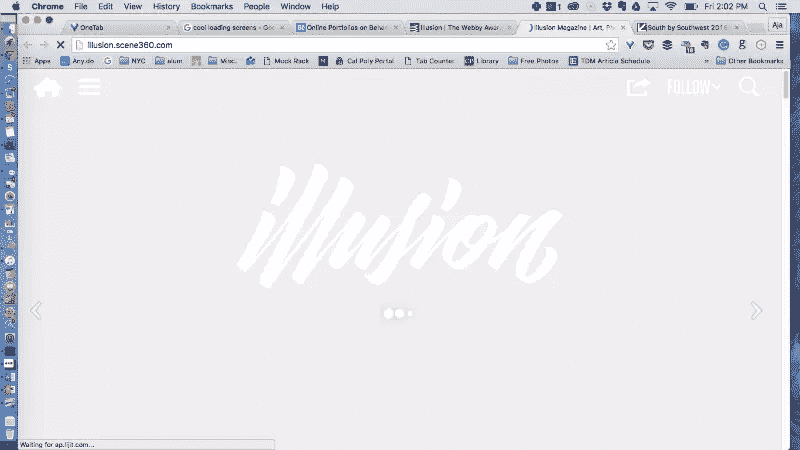 Chrome File Edit View History Bookmarks People Window Help Fri 2:02 PM
OneTab cool loading screens - Goo Online Portfolios on Behan Illusion | The Webby Awar Illusion Magazine | Art, Ph South by Southwest 2016 Aja
illusion.scene360.com
Apps Any.do NYC alum Misc. Mock Rack Cal Poly Portal Tab Counter CP Library Free Photos TDM Article Schedule » Other Bookmarks
FOLLOW
illusion
Waiting for ap.lijit.com...